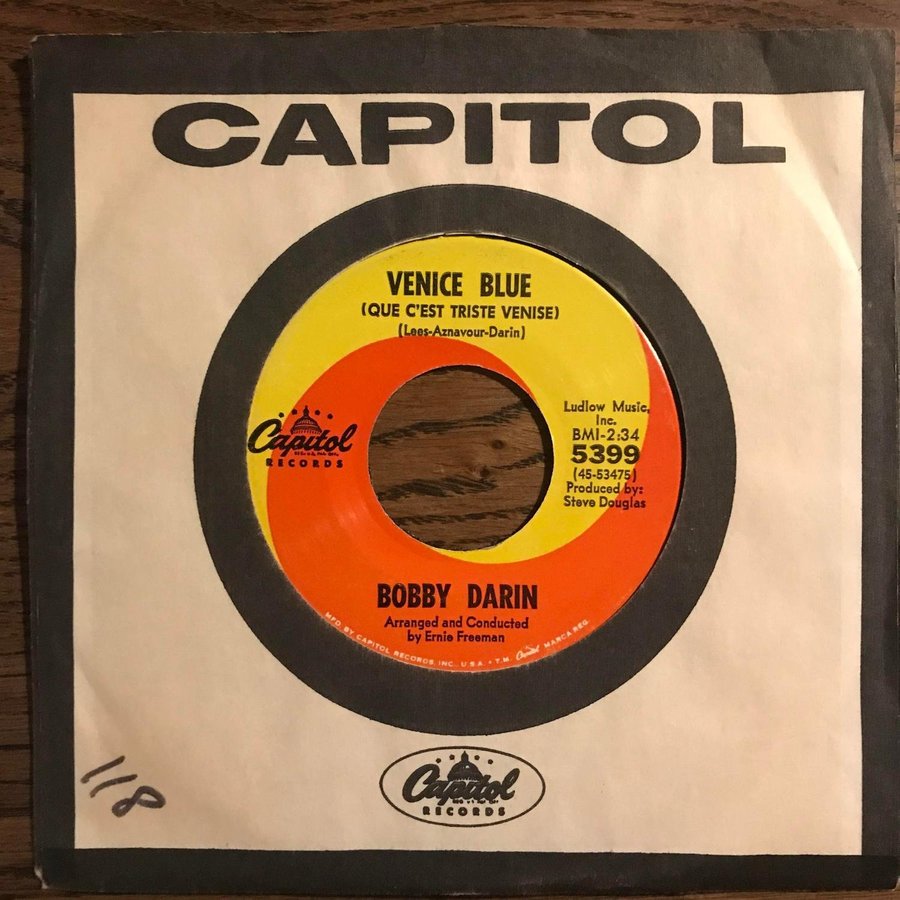 CAPITOL
VENICE BLUE
(QUE C'EST TRISTE VENISE)
(Lees-Aznavour-Darin)
Capitol
RECORDS
Ludlow Music,
Inc.
BMI-2:34
5399
(45-53475)
Produced by:
Steve Douglas
BOBBY DARIN
Arranged and Conducted
by Ernie Freeman
MFD. BY CAPITOL RECORDS, INC., U.S.A. • T.M. Capitol MARCA REG.
118
Capitol
RECORDS